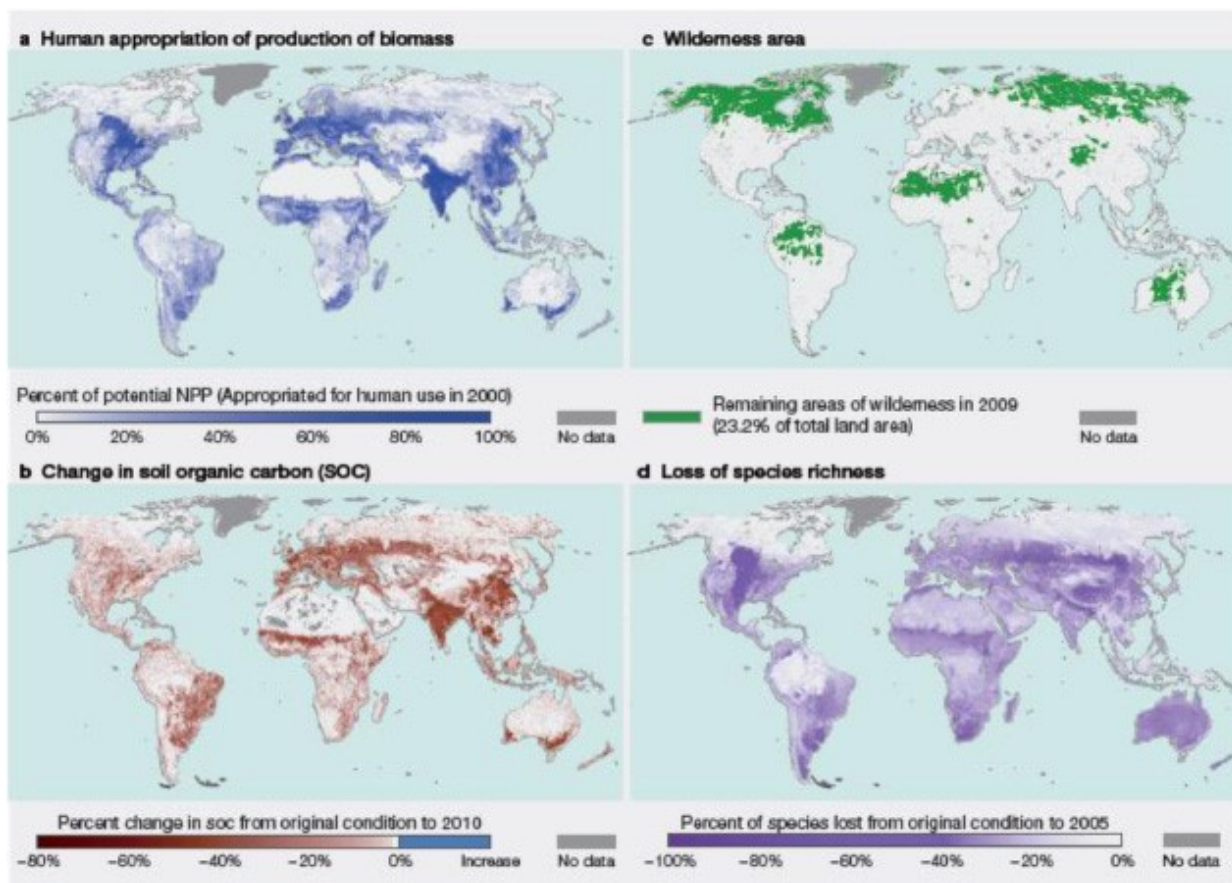 a Human appropriation of production of biomass
Percent of potential NPP (Appropriated for human use in 2000)
0% 20% 40% 60% 80% 100%
No data
c Wilderness area
Remaining areas of wilderness in 2009
(23.2% of total land area)
No data
b Change in soil organic carbon (SOC)
Percent change in soc from original condition to 2010
−80% −60% −40% −20% 0% Increase
No data
d Loss of species richness
Percent of species lost from original condition to 2005
−100% −80% −60% −40% −20% 0%
No data